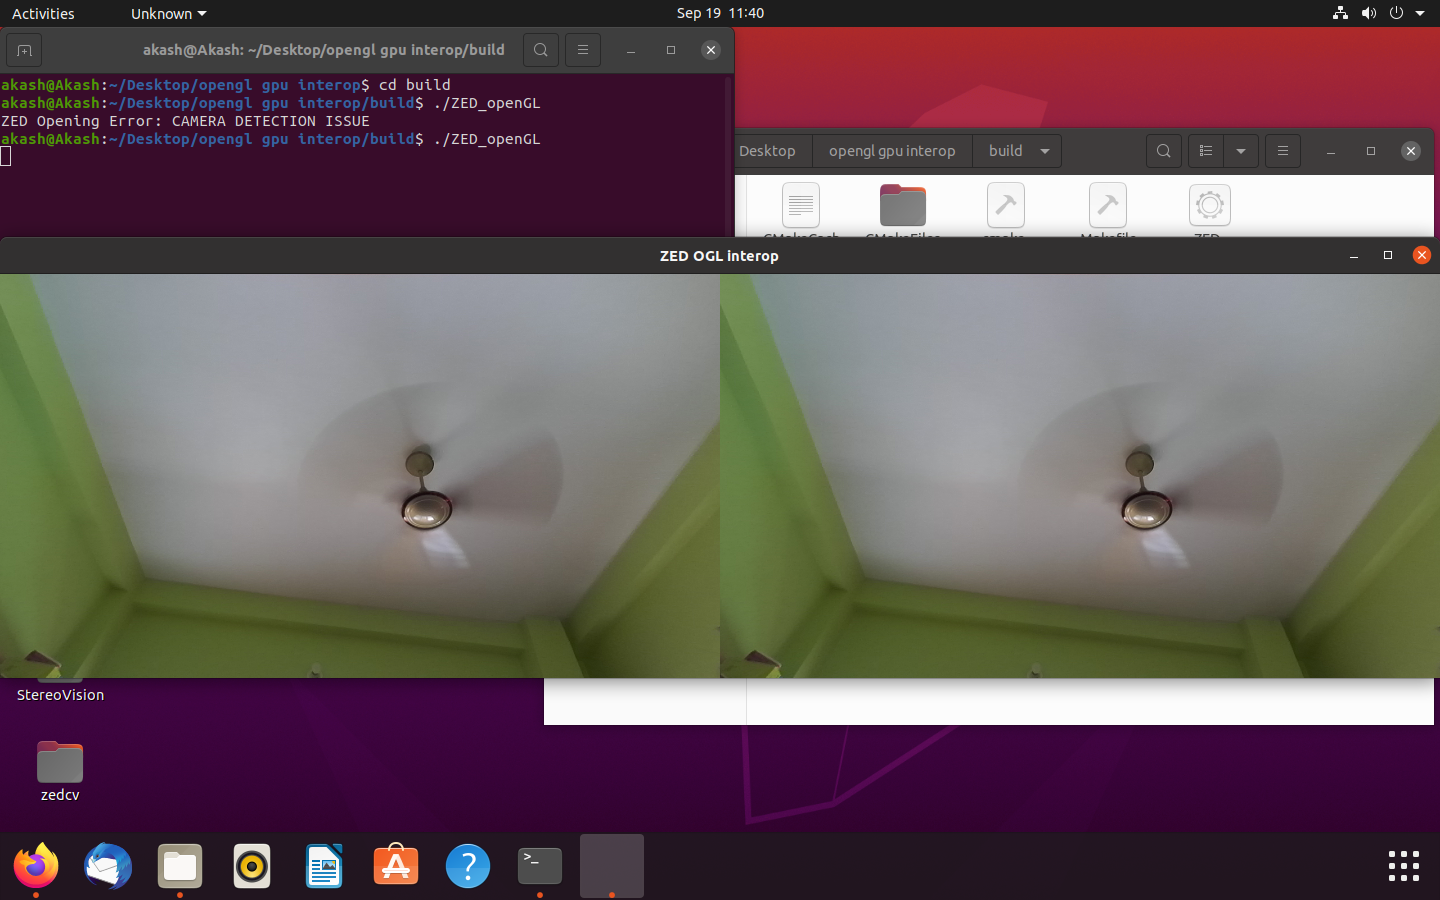 Activities
Unknown
Sep 19 11:40
akash@Akash: ~/Desktop/opengl gpu interop/build
akash@Akash:~/Desktop/opengl gpu interop$ cd build
akash@Akash:~/Desktop/opengl gpu interop/build$ ./ZED_openGL
ZED Opening Error: CAMERA DETECTION ISSUE
akash@Akash:~/Desktop/opengl gpu interop/build$ ./ZED_openGL
Desktop
opengl gpu interop
build
ZED OGL interop
StereoVision
zedcv